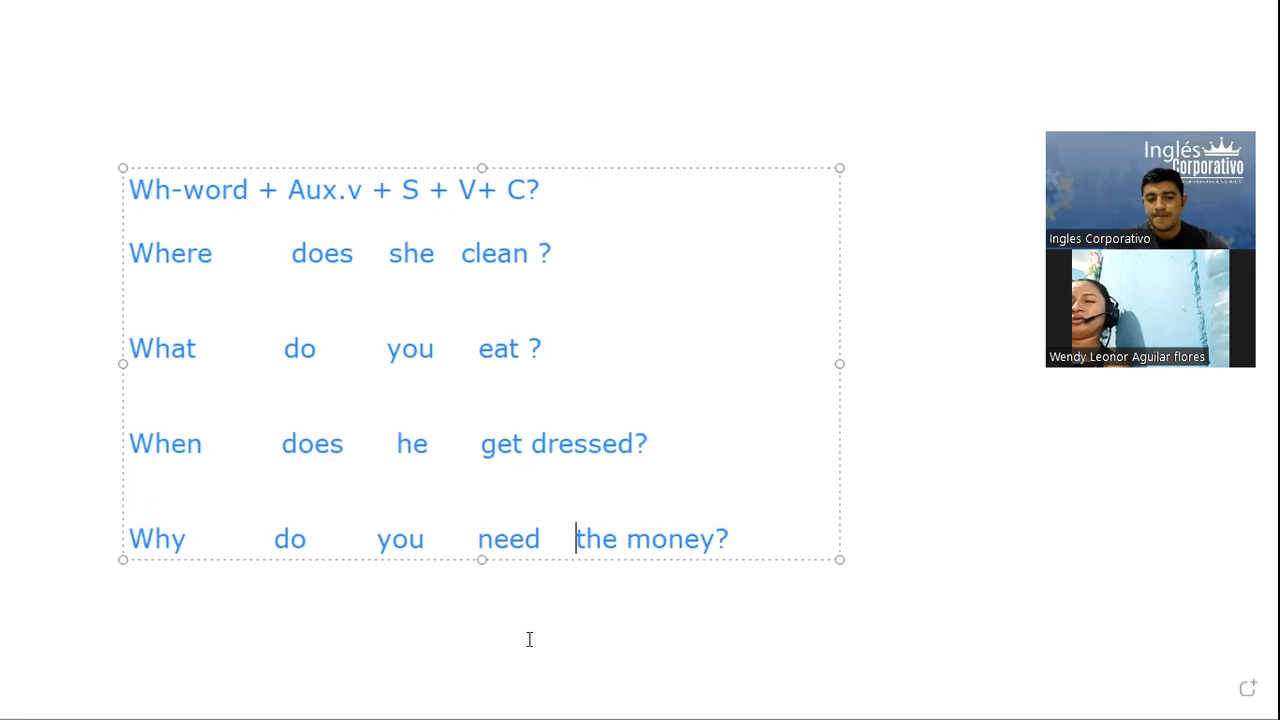 Wh-word + Aux.v + S + V+ C?
Where does she clean ?
What do you eat ?
When does he get dressed?
Why do you need the money?
Inglés
Corporativo
Ingles Corporativo
Wendy Leonor Aguilar flores